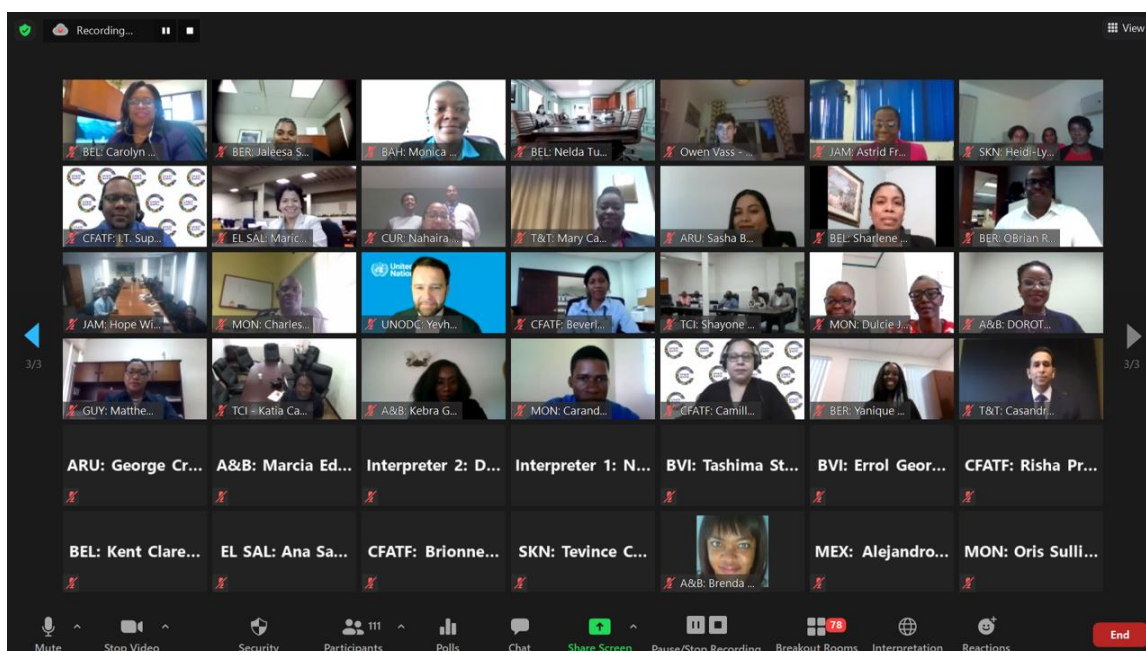 Recording...
View
BEL: Carolyn ...
BER: Jaleesa S...
BAH: Monica ...
BEL: Nelda Tu...
Owen Vass - ...
JAM: Astrid Fr...
SKN: Heidi-Ly...
CFATF: I.T. Sup...
EL SAL: Maric...
CUR: Nahaira ...
T&T: Mary Ca...
ARU: Sasha B...
BEL: Sharlene ...
BER: OBrian R...
JAM: Hope Wi...
MON: Charles...
United
Nation
UNODC: Yevh...
CFATF: Beverl...
TCI: Shayone ...
MON: Dulcie J...
A&B: DOROT...
3/3
3/3
GUY: Matthe...
TCI - Katia Ca...
A&B: Kebra G...
MON: Carand...
CFATF: Camill...
BER: Yanique ...
T&T: Casandr...
ARU: George Cr...
A&B: Marcia Ed...
Interpreter 2: D...
Interpreter 1: N...
BVI: Tashima St...
BVI: Errol Geor...
CFATF: Risha Pr...
BEL: Kent Clare...
EL SAL: Ana Sa...
CFATF: Brionne...
SKN: Tevince C...
A&B: Brenda ...
MEX: Alejandro...
MON: Oris Sulli...
Mute
Stop Video
Security
111
Participants
Polls
Chat
Share Screen
Pause/Stop Recording
78
Breakout Rooms
Interpretation
Reactions
End